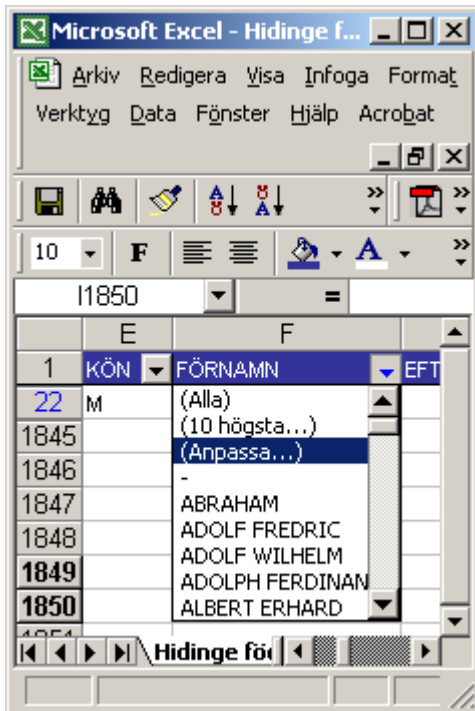 Microsoft Excel - Hidinge f...
Arkiv Redigera Visa Infoga Format
Verktyg Data Fönster Hjälp Acrobat
10 F A
I1850 =
E F
1 KÖN FÖRNAMN EFT
22 M (Alla)
1845 (10 högsta...)
(Anpassa...)
1846 -
1847 ABRAHAM
1848 ADOLF FREDRIC
ADOLF WILHELM
1849 ADOLPH FERDINAN
1850 ALBERT ERHARD
1851
Hidinge föd